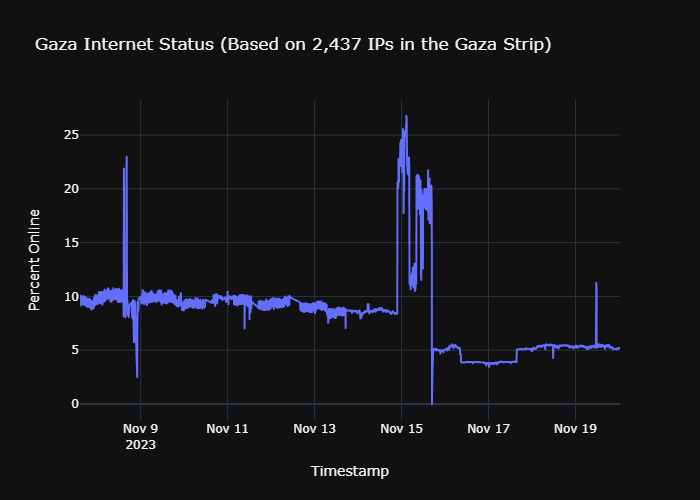 Gaza Internet Status (Based on 2,437 IPs in the Gaza Strip)
Percent Online
25
20
15
10
5
0
Nov 9
2023
Nov 11
Nov 13
Nov 15
Nov 17
Nov 19
Timestamp